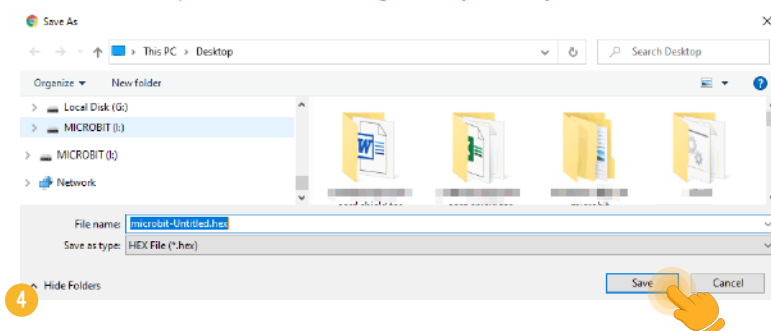 Save As
This PC > Desktop
Search Desktop
Organize
New folder
Local Disk (G:)
MICROBIT (I:)
MICROBIT (I:)
Network
File name: microbit-Untitled.hex
Save as type: HEX File (*.hex)
Hide Folders
Save
Cancel
4